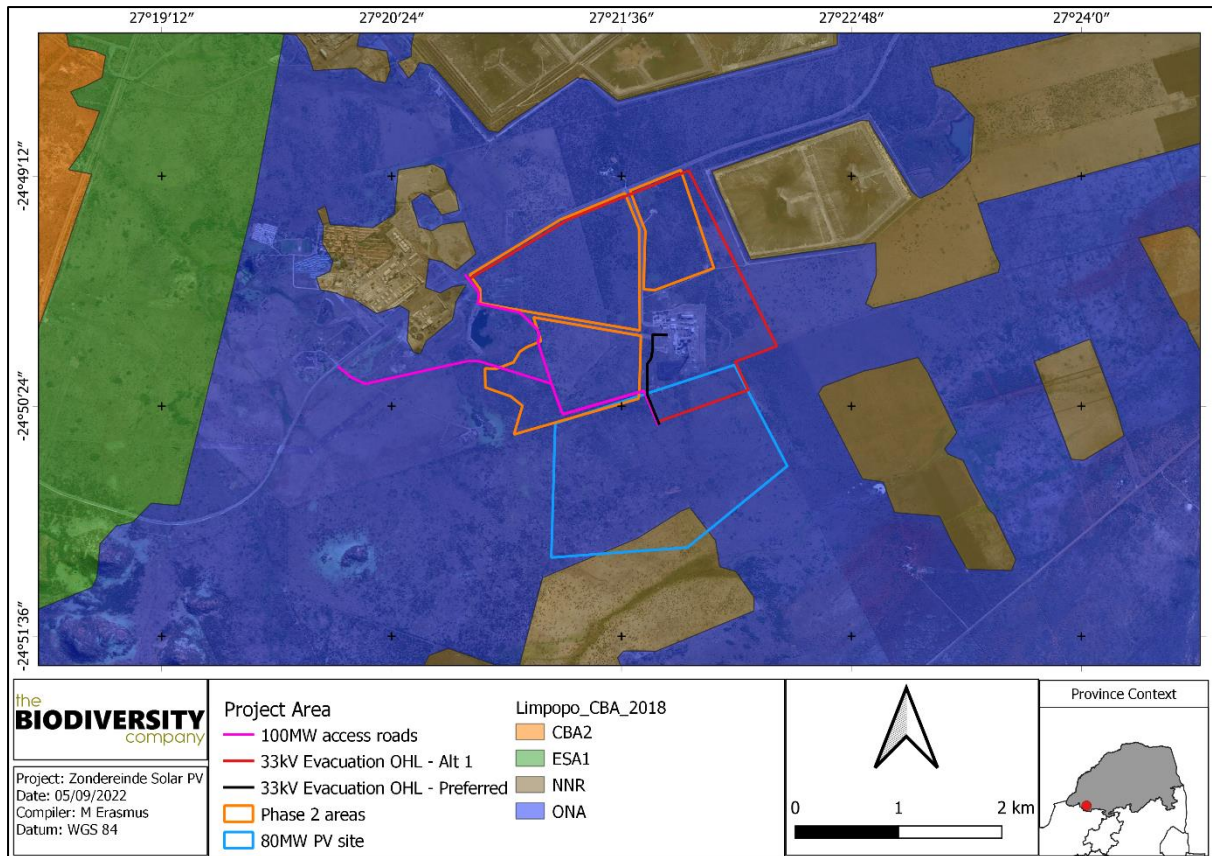 27°19′12″ 27°20′24″ 27°21′36″ 27°22′48″ 27°24′0″
-24°49′12″
-24°50′24″
-24°51′36″
the
BIODIVERSITY
company
Project: Zondereinde Solar PV
Date: 05/09/2022
Compiler: M Erasmus
Datum: WGS 84
Project Area
100MW access roads
33kV Evacuation OHL - Alt 1
33kV Evacuation OHL - Preferred
Phase 2 areas
80MW PV site
Limpopo_CBA_2018
CBA2
ESA1
NNR
ONA
0 1 2 km
Province Context